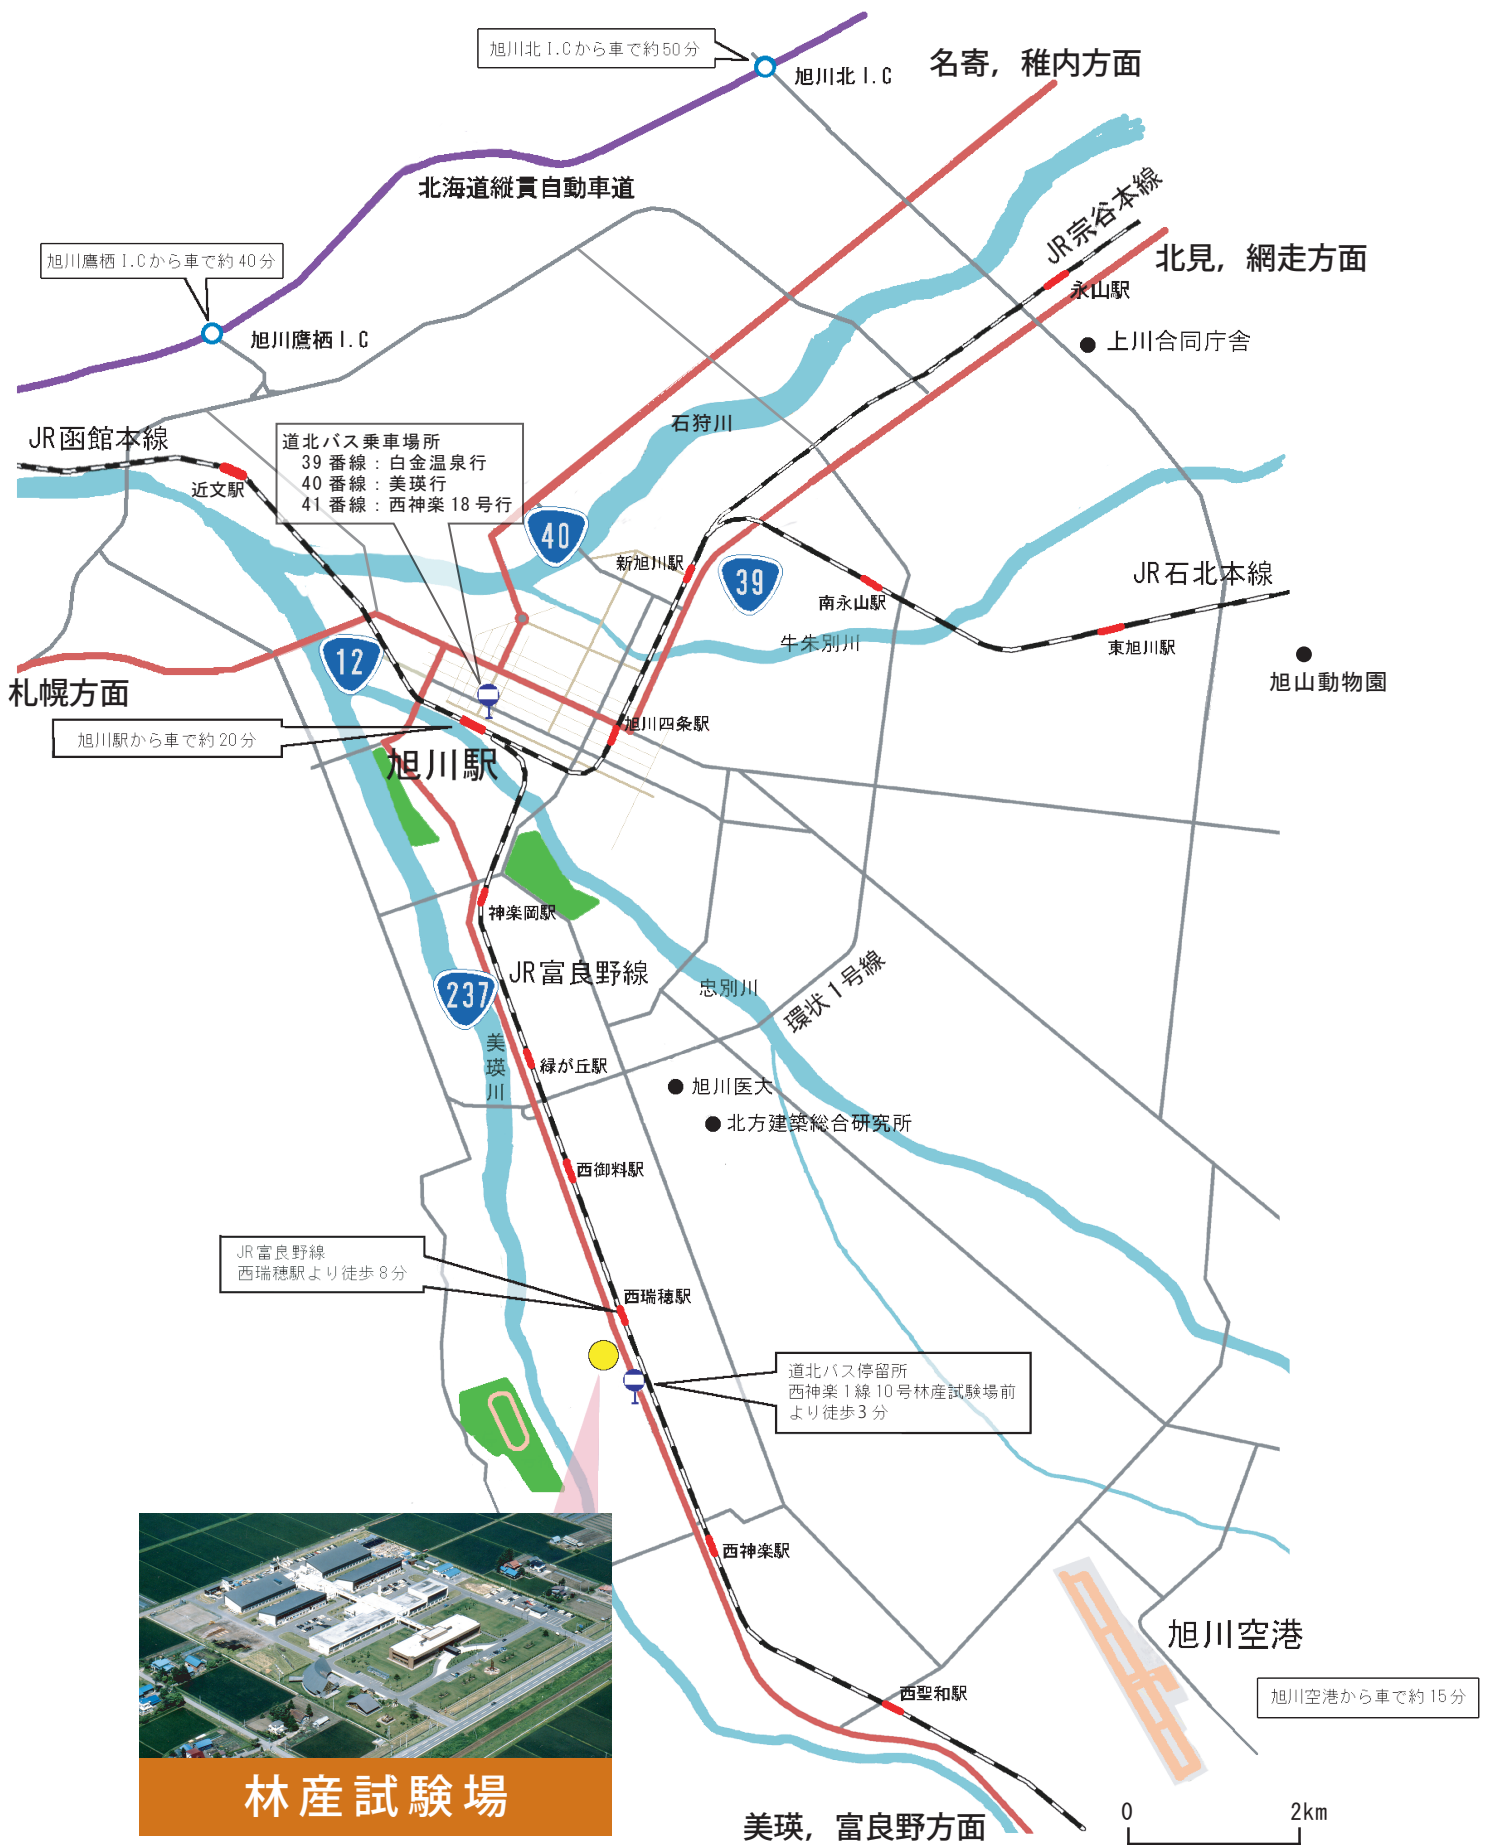 旭川北I.Cから車で約50分
旭川北I.C
名寄，稚内方面
北海道縦貫自動車道
JR宗谷本線
北見，網走方面
旭川鷹栖I.Cから車で約40分
永山駅
旭川鷹栖I.C
上川合同庁舎
石狩川
JR函館本線
道北バス乗車場所
39番線：白金温泉行
40番線：美瑛行
41番線：西神楽18号行
近文駅
40
新旭川駅
39
JR石北本線
南永山駅
牛朱別川
東旭川駅
12
旭山動物園
札幌方面
旭川四条駅
旭川駅から車で約20分
旭川駅
神楽岡駅
JR富良野線
237
忠別川
環状1号線
美瑛川
緑が丘駅
旭川医大
北方建築総合研究所
西御料駅
JR富良野線
西瑞穂駅より徒歩8分
西瑞穂駅
道北バス停留所
西神楽1線10号林産試験場前
より徒歩3分
西神楽駅
旭川空港
西聖和駅
旭川空港から車で約15分
林産試験場
美瑛，富良野方面
0 2km